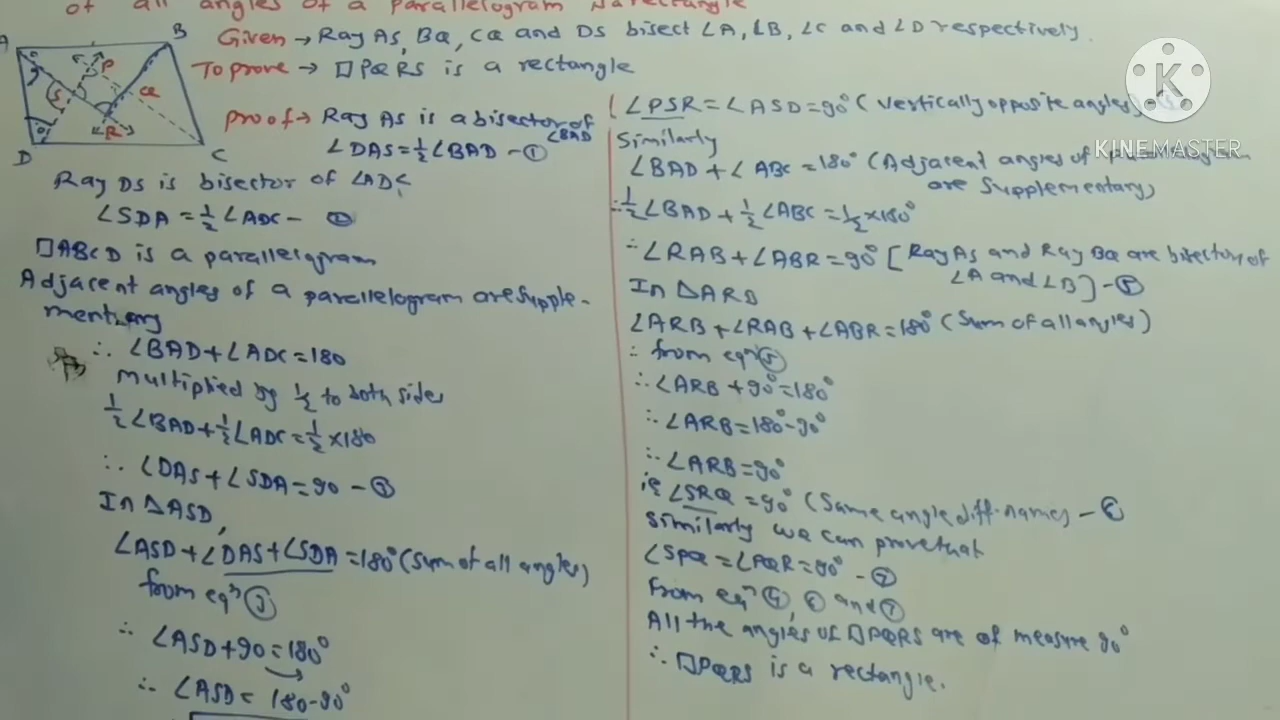 of all angles of a parallelogram is a rectangle
Given → Ray AS, BQ, CQ and DS bisect ∠A, ∠B, ∠C and ∠D respectively.
To prove → □PQRS is a rectangle
A
B
P
Q
S
R
D
C
proof → Ray AS is a bisector of ∠BAD
∠DAS = ½ ∠BAD - ①
Ray DS is bisector of ∠ADC
∠SDA = ½ ∠ADC - ②
□ABCD is a parallelogram
Adjacent angles of a parallelogram are supple-
mentary
∴ ∠BAD + ∠ADC = 180
multiplied by ½ to both sides
½ ∠BAD + ½ ∠ADC = ½ × 180
∴ ∠DAS + ∠SDA = 90 - ③
In △ASD,
∠ASD + ∠DAS + ∠SDA = 180° (Sum of all angles)
from eqⁿ ③
∴ ∠ASD + 90 = 180°
∴ ∠ASD = 180 - 90°
∠PSR = ∠ASD = 90° (vertically opposite angles)
Similarly
∠BAD + ∠ABC = 180° (Adjacent angles of
are supplementary)
∴ ½ ∠BAD + ½ ∠ABC = ½ × 180°
∴ ∠RAB + ∠ABR = 90° [Ray AS and Ray BQ are bisector of
∠A and ∠B] - ⑤
In △ARB
∠ARB + ∠RAB + ∠ABR = 180° (Sum of all angles)
∴ from eqⁿ ⑤
∴ ∠ARB + 90° = 180°
∴ ∠ARB = 180° - 90°
∴ ∠ARB = 90°
ie ∠SRQ = 90° (Same angle diff. names - ⑥
Similarly we can prove that
∠SPQ = ∠PQR = 90° - ⑦
From eqⁿ ④, ⑥ and ⑦
All the angles of □PQRS are of measure 90°
∴ □PQRS is a rectangle.
K
KINEMASTER